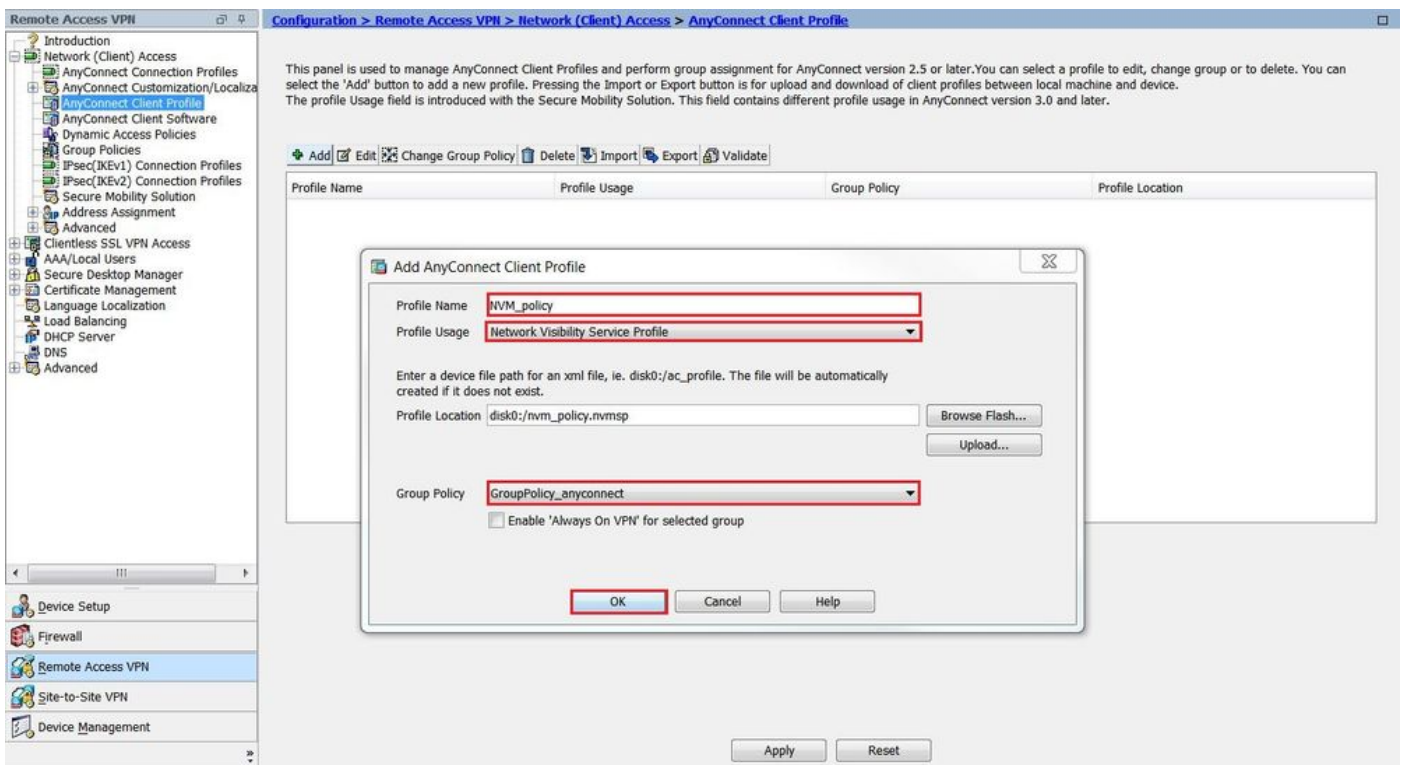 Remote Access VPN
Introduction
Network (Client) Access
AnyConnect Connection Profiles
AnyConnect Customization/Localiza
AnyConnect Client Profile
AnyConnect Client Software
Dynamic Access Policies
Group Policies
IPsec(IKEv1) Connection Profiles
IPsec(IKEv2) Connection Profiles
Secure Mobility Solution
Address Assignment
Advanced
Clientless SSL VPN Access
AAA/Local Users
Secure Desktop Manager
Certificate Management
Language Localization
Load Balancing
DHCP Server
DNS
Advanced
Device Setup
Firewall
Remote Access VPN
Site-to-Site VPN
Device Management
Configuration > Remote Access VPN > Network (Client) Access > AnyConnect Client Profile
This panel is used to manage AnyConnect Client Profiles and perform group assignment for AnyConnect version 2.5 or later.You can select a profile to edit, change group or to delete. You can
select the 'Add' button to add a new profile. Pressing the Import or Export button is for upload and download of client profiles between local machine and device.
The profile Usage field is introduced with the Secure Mobility Solution. This field contains different profile usage in AnyConnect version 3.0 and later.
Add Edit Change Group Policy Delete Import Export Validate
Profile Name Profile Usage Group Policy Profile Location
Add AnyConnect Client Profile
Profile Name NVM_policy
Profile Usage Network Visibility Service Profile
Enter a device file path for an xml file, ie. disk0:/ac_profile. The file will be automatically
created if it does not exist.
Profile Location disk0:/nvm_policy.nvmsp Browse Flash...
Upload...
Group Policy GroupPolicy_anyconnect
Enable 'Always On VPN' for selected group
OK Cancel Help
Apply Reset